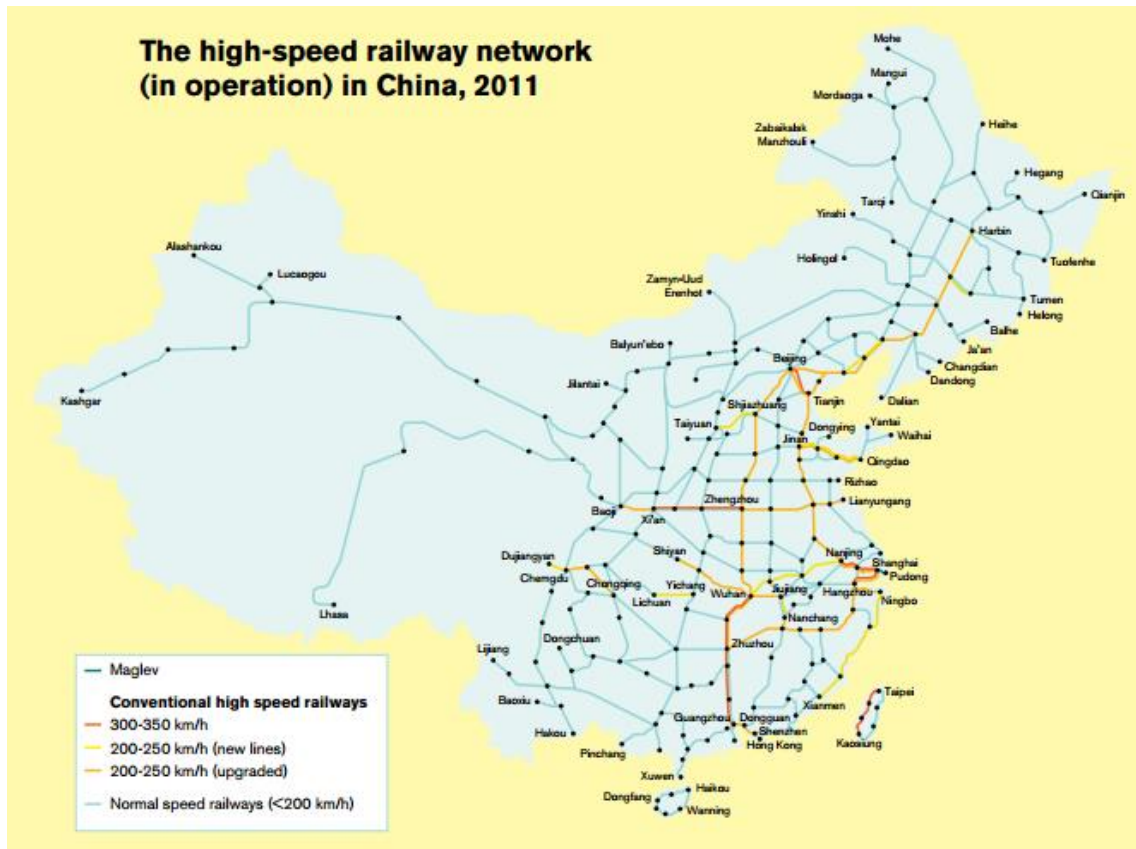 The high-speed railway network
(in operation) in China, 2011
Mohe
Mangui
Mordaoga
Heihe
Zabaikalsk
Manzhouli
Hegang
Qianjin
Tarqi
Yinshi
Harbin
Alashankou
Holingol
Tuofenhe
Lucaogou
Zamyn-Uud
Erenhot
Tumen
Helong
Baihe
Balyun'ebo
Ja'an
Beijing
Changdian
Jilantai
Dandong
Kashgar
Tianjin
Dalian
Shjiazhuang
Taiyuan
Dongying
Yantai
Waihai
Jinan
Qingdao
Rizhao
Zhengzhou
Lianyungang
Baoji
Xi'an
Dujiangyan
Shiyan
Nanjing
Shanghai
Pudong
Chemgdu
Chongqing
Yichang
Lichuan
Wuhan
Jiujiang
Hangzhou
Ningbo
Lhasa
Nanchang
Dongchuan
Zhuzhou
Lijiang
Maglev
Conventional high speed railways
Baoxiu
Xianmen
Taipei
300-350 km/h
Guangzhou
Dongguan
Shenzhen
Hakou
Hong Kong
Kaosiung
200-250 km/h (new lines)
Pinchang
200-250 km/h (upgraded)
Xuwen
Haikou
Normal speed railways (<200 km/h)
Dongfang
Wanning